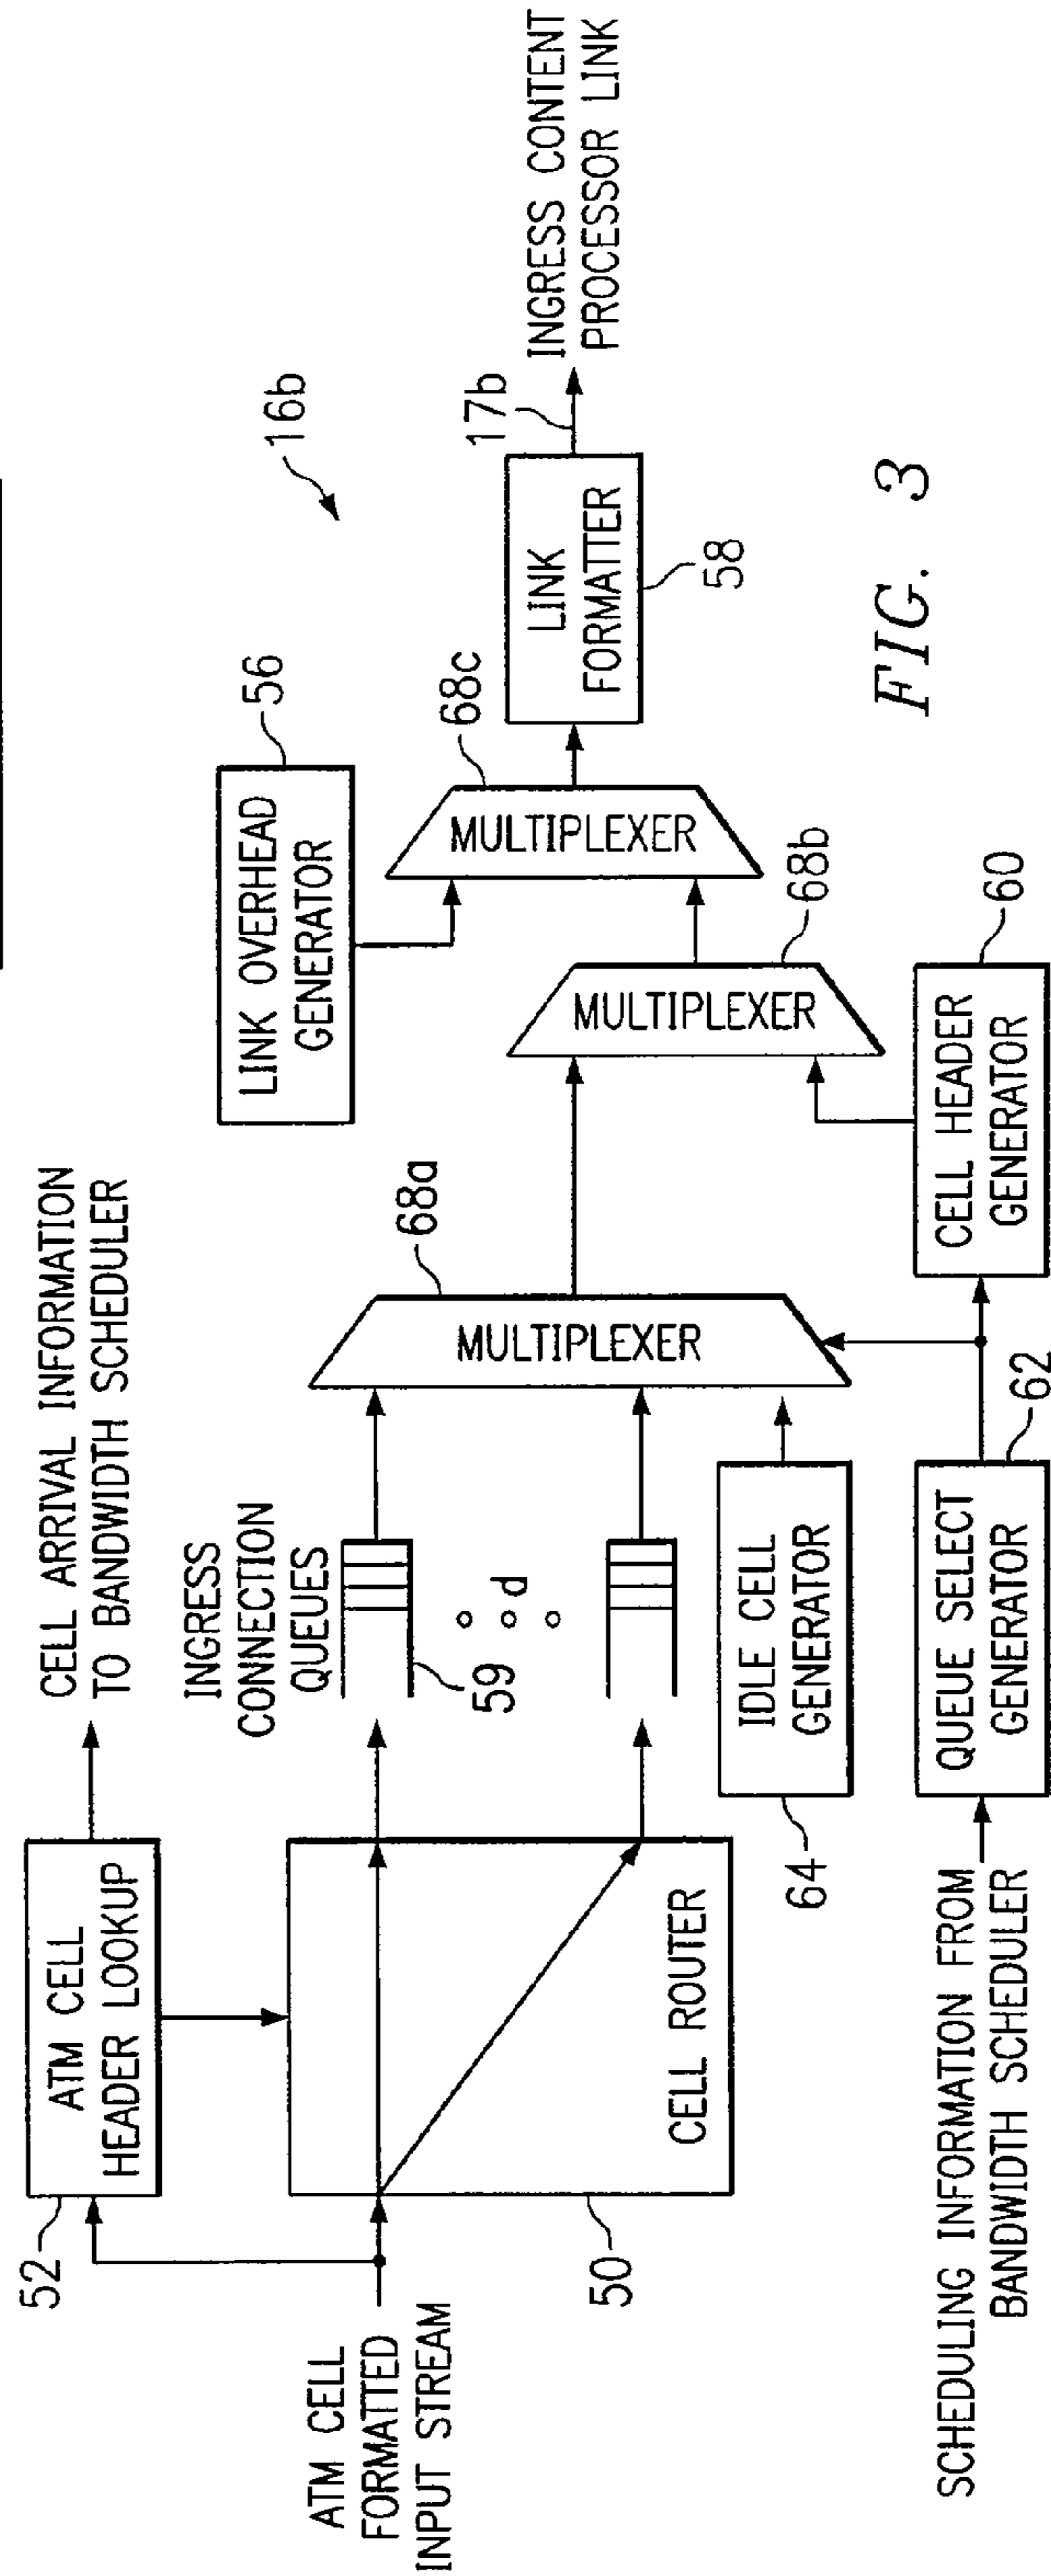 CELL ARRIVAL INFORMATION
TO BANDWIDTH SCHEDULER
52
ATM CELL
HEADER LOOKUP
ATM CELL
FORMATTED
INPUT STREAM
50
CELL ROUTER
INGRESS
CONNECTION
QUEUES
59
d
64
IDLE CELL
GENERATOR
SCHEDULING INFORMATION FROM
BANDWIDTH SCHEDULER
QUEUE SELECT
GENERATOR
62
68a
MULTIPLEXER
CELL HEADER
GENERATOR
60
MULTIPLEXER
68b
LINK OVERHEAD
GENERATOR
56
68c
MULTIPLEXER
16b
LINK
FORMATTER
58
17b
INGRESS CONTENT
PROCESSOR LINK
FIG. 3